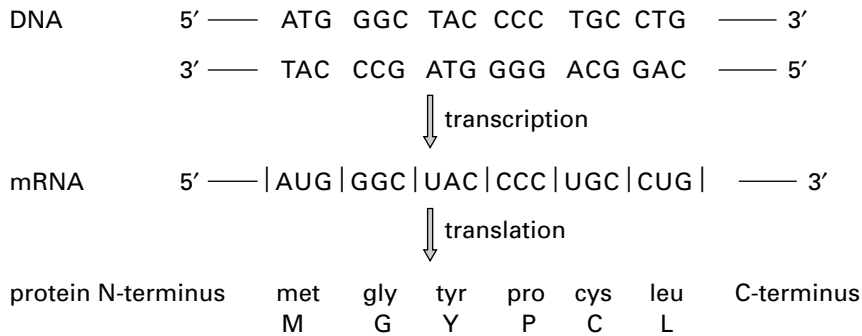 DNA 5′ ATG GGC TAC CCC TGC CTG 3′
3′ TAC CCG ATG GGG ACG GAC 5′
transcription
mRNA 5′ |AUG|GGC|UAC|CCC|UGC|CUG| 3′
translation
protein N-terminus met gly tyr pro cys leu C-terminus
M G Y P C L